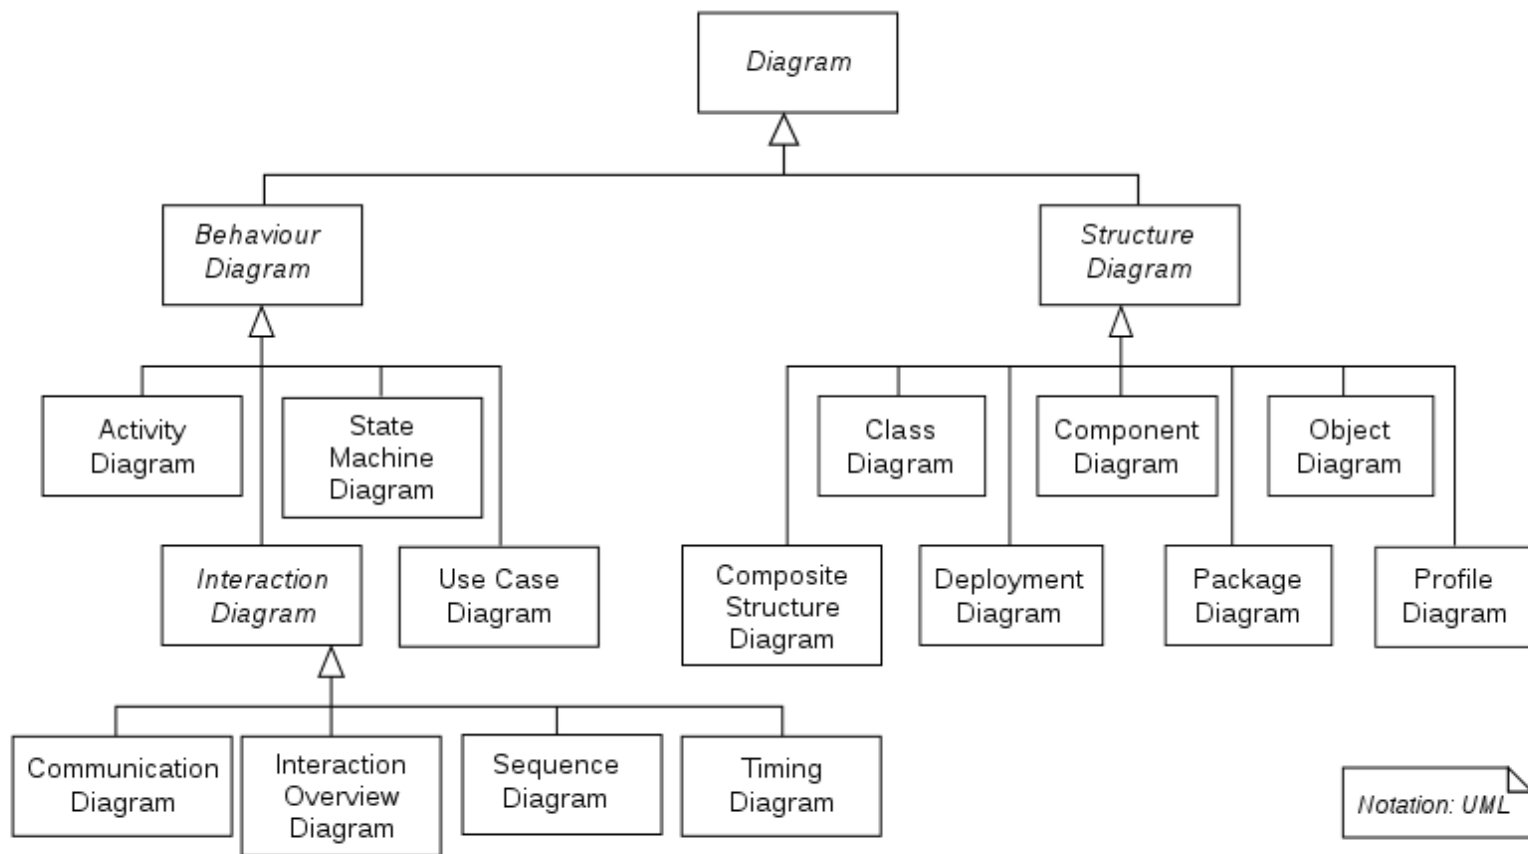 Diagram
Behaviour
Diagram
Structure
Diagram
Activity
Diagram
State
Machine
Diagram
Class
Diagram
Component
Diagram
Object
Diagram
Interaction
Diagram
Use Case
Diagram
Composite
Structure
Diagram
Deployment
Diagram
Package
Diagram
Profile
Diagram
Communication
Diagram
Interaction
Overview
Diagram
Sequence
Diagram
Timing
Diagram
Notation: UML